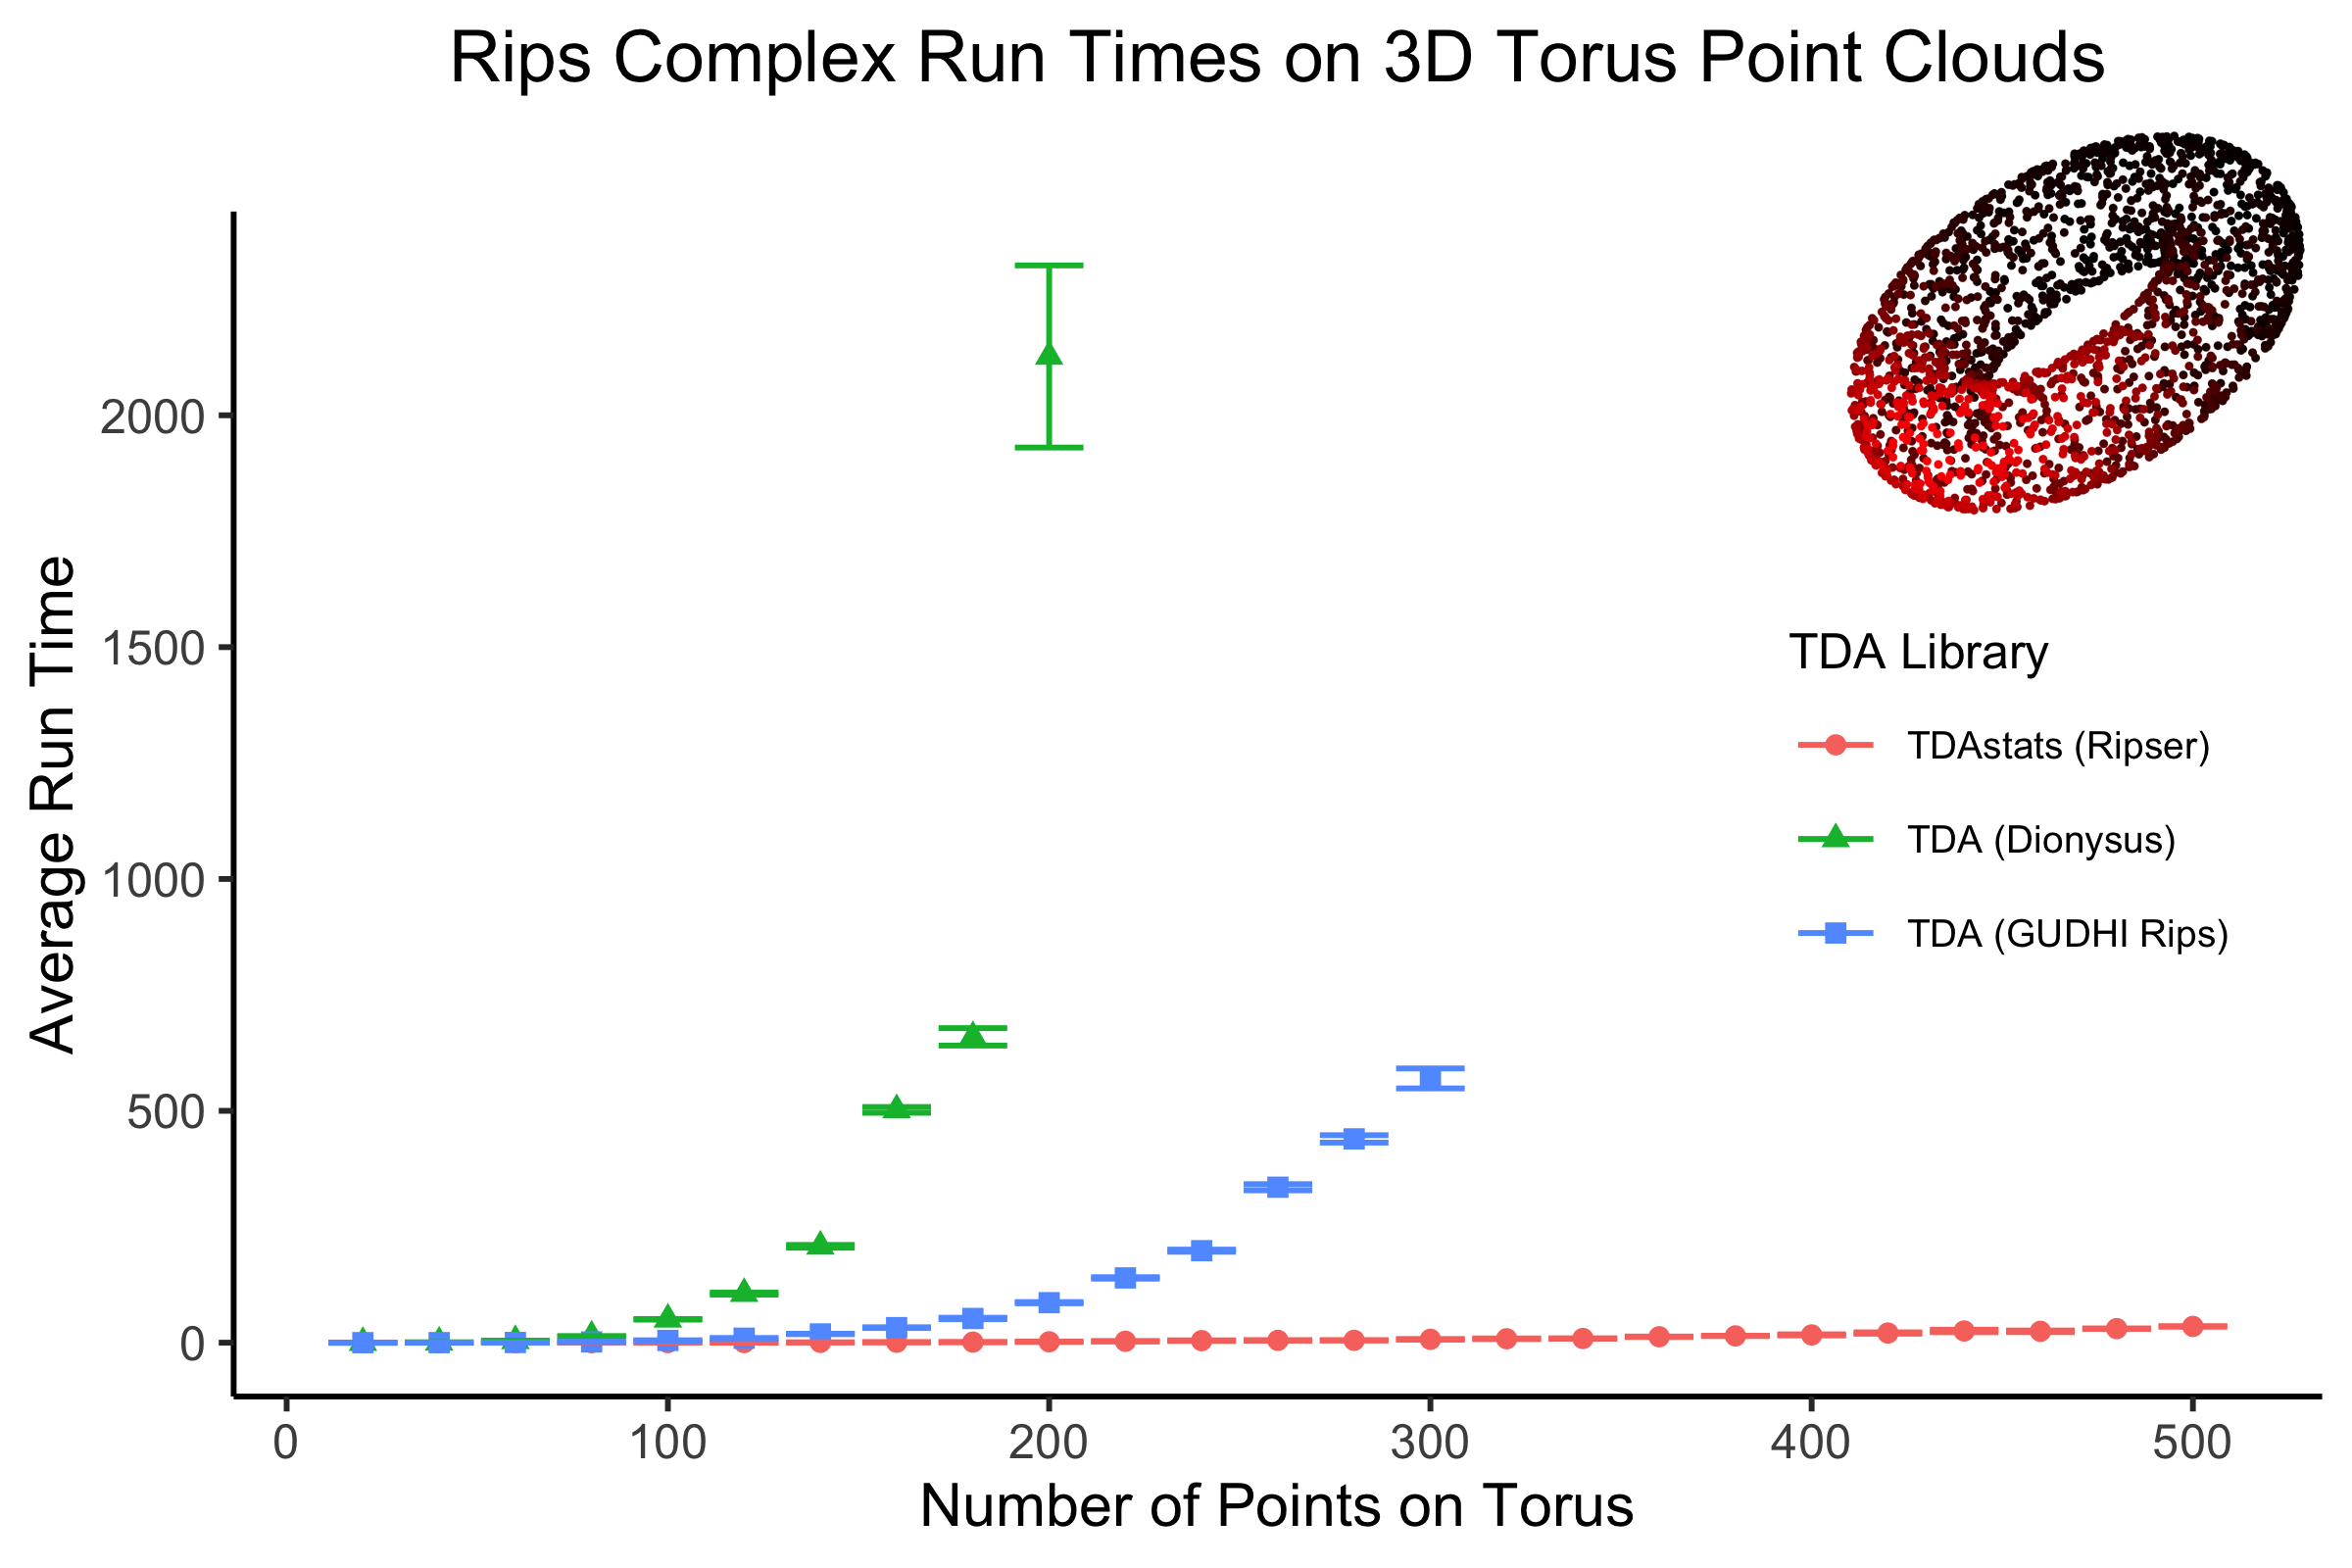 Rips Complex Run Times on 3D Torus Point Clouds
Average Run Time
2000
1500
1000
500
0
TDA Library
TDAstats (Ripser)
TDA (Dionysus)
TDA (GUDHI Rips)
0 100 200 300 400 500
Number of Points on Torus